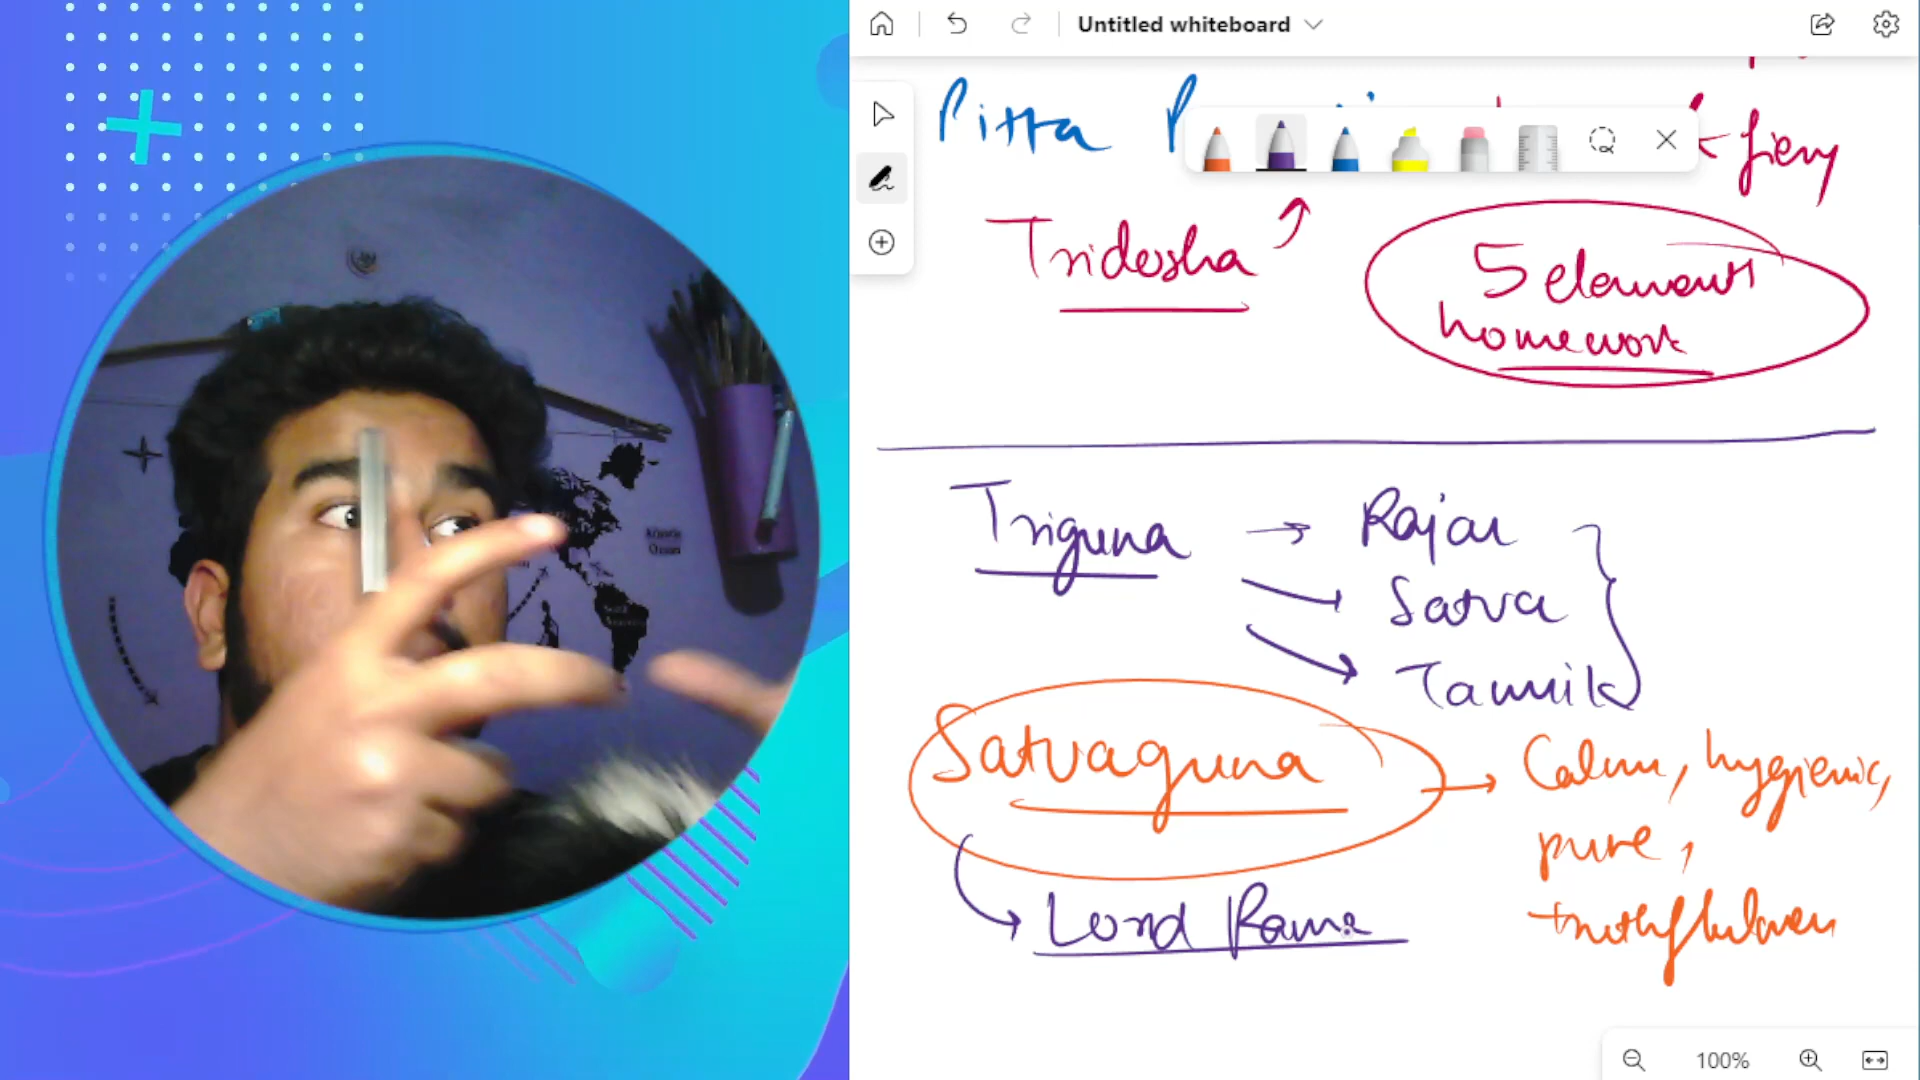 Untitled whiteboard
Pitta
fiery
Tridosha
5 elements
homework
Triguna → Rajas
Satva
Tamsik
Satvaguna → Calm, hygienic,
pure,
truthfulness
Lord Rama
100%